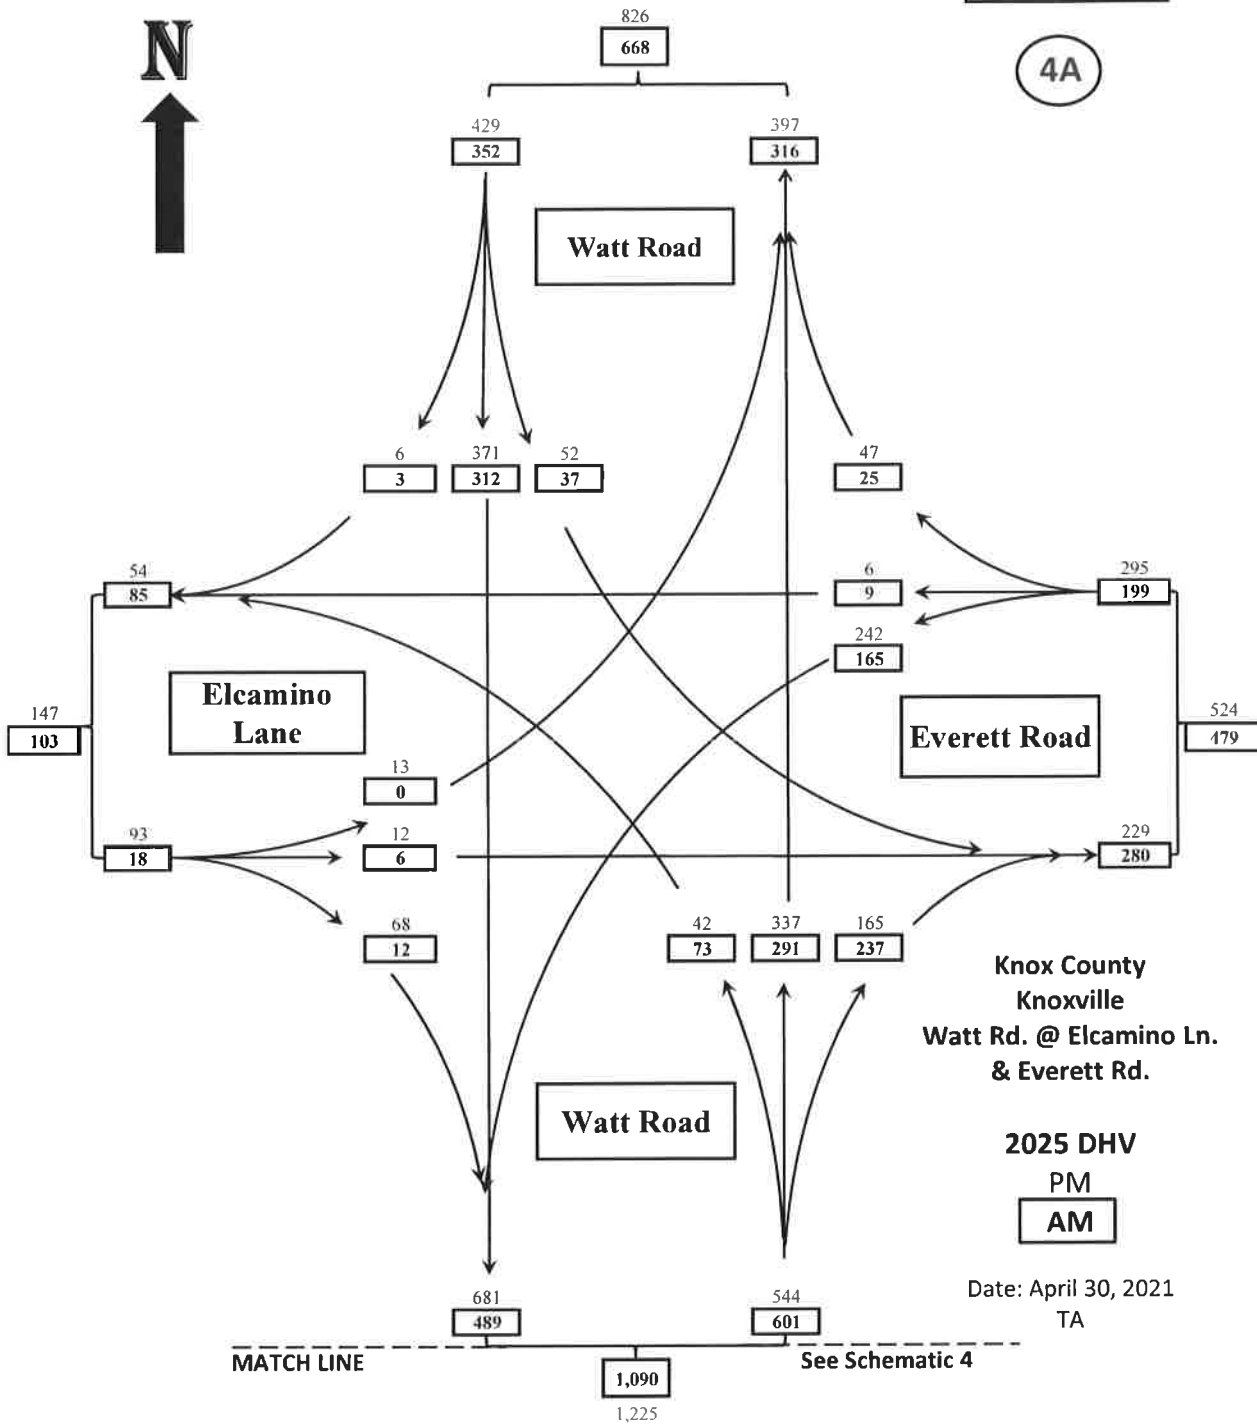 826
668
N
4A
429
352
397
316
Watt Road
6
3
371
312
52
37
47
25
54
85
6
9
295
199
242
165
Elcamino
Lane
147
103
Everett Road
524
479
13
0
93
18
12
6
229
280
68
12
42
73
337
291
165
237
Knox County
Knoxville
Watt Rd. @ Elcamino Ln.
& Everett Rd.
Watt Road
2025 DHV
PM
AM
Date: April 30, 2021
TA
681
489
544
601
MATCH LINE
See Schematic 4
1,090
1,225